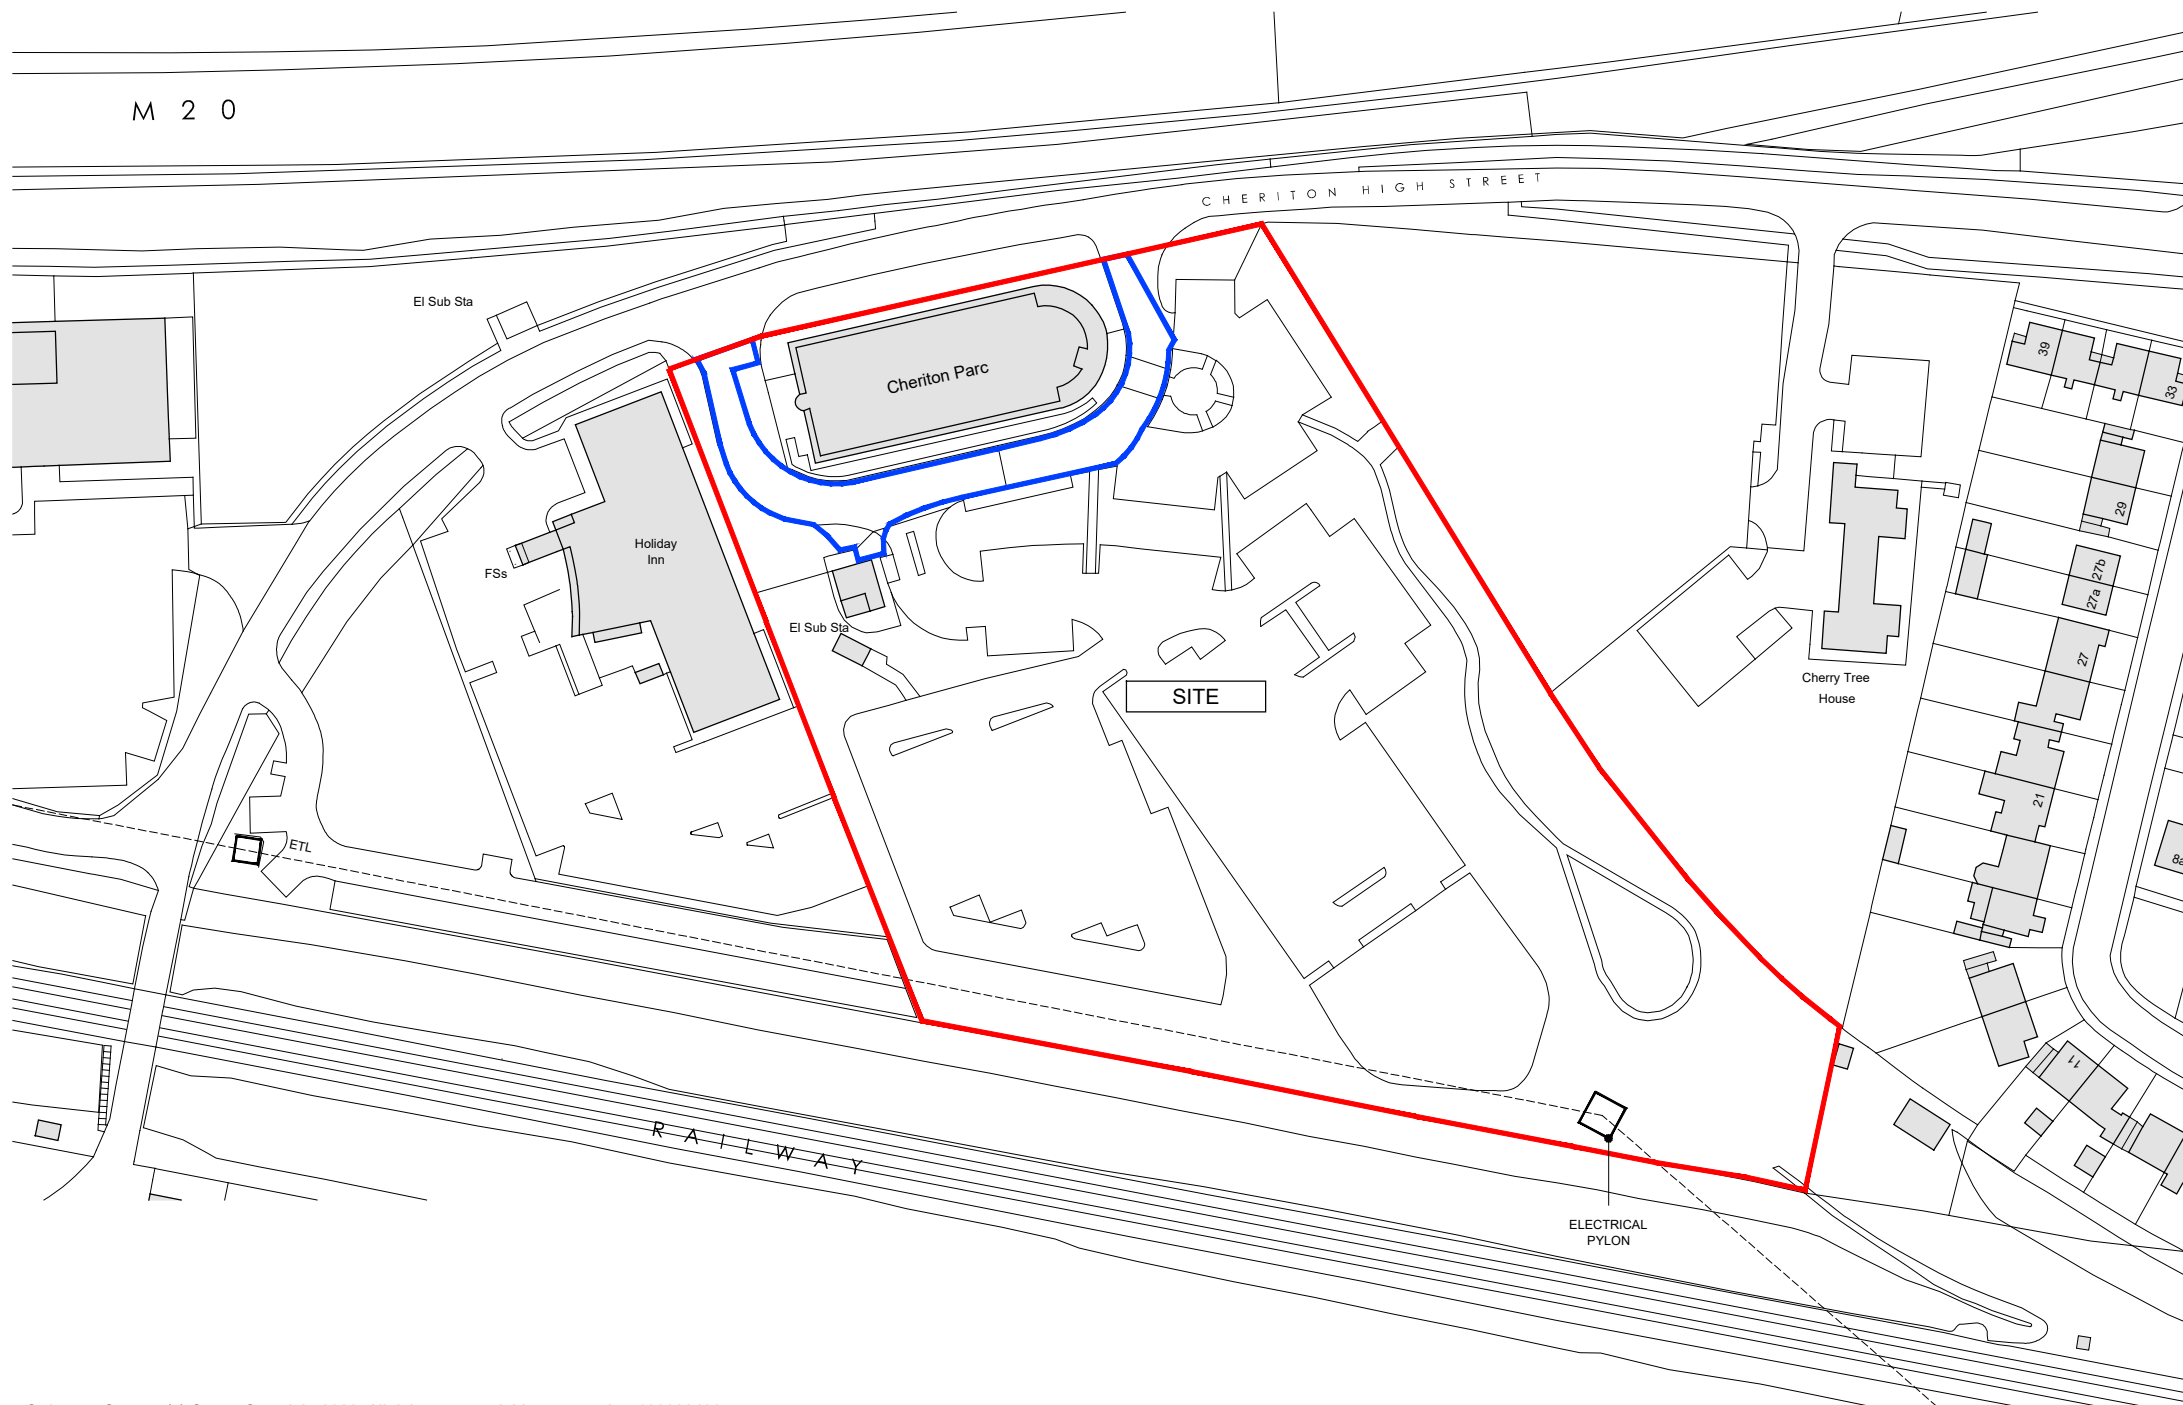 M 2 0
CHERITON HIGH STREET
El Sub Sta
Cheriton Parc
39
33
29
Holiday
Inn
FSs
27b
27a
El Sub Sta
27
SITE
Cherry Tree
House
21
ETL
8a
11
RAILWAY
ELECTRICAL
PYLON